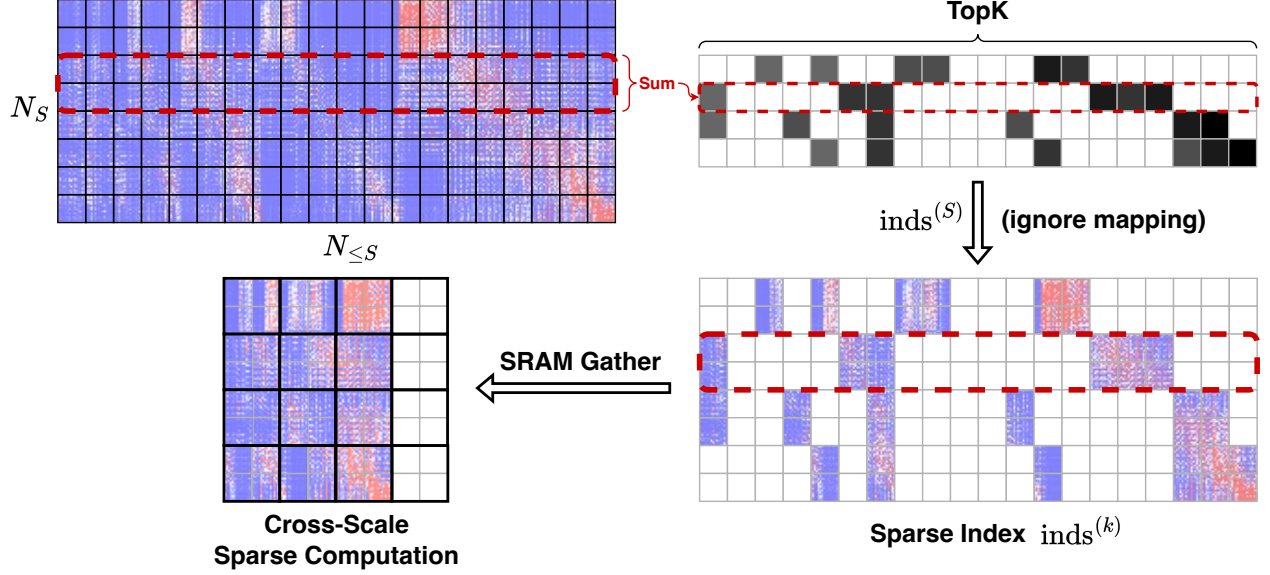 TopK
Sum
N_S
N_{≤S}
inds^{(S)}
(ignore mapping)
SRAM Gather
Cross-Scale
Sparse Computation
Sparse Index inds^{(k)}